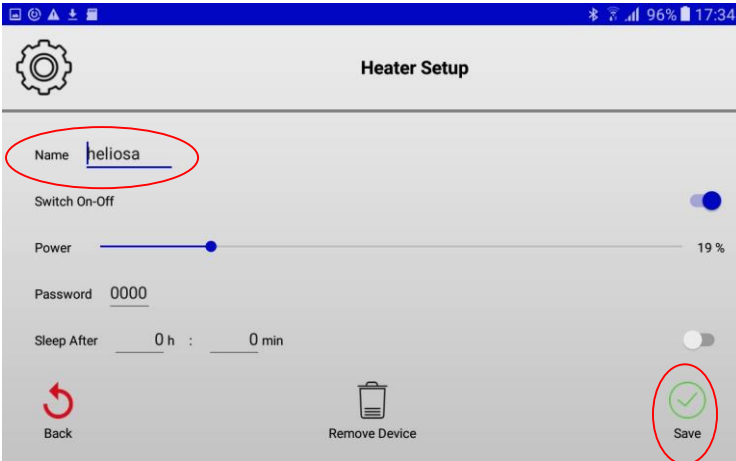 96% 17:34
Heater Setup
Name heliosa
Switch On-Off
Power 19 %
Password 0000
Sleep After 0 h : 0 min
Back Remove Device Save